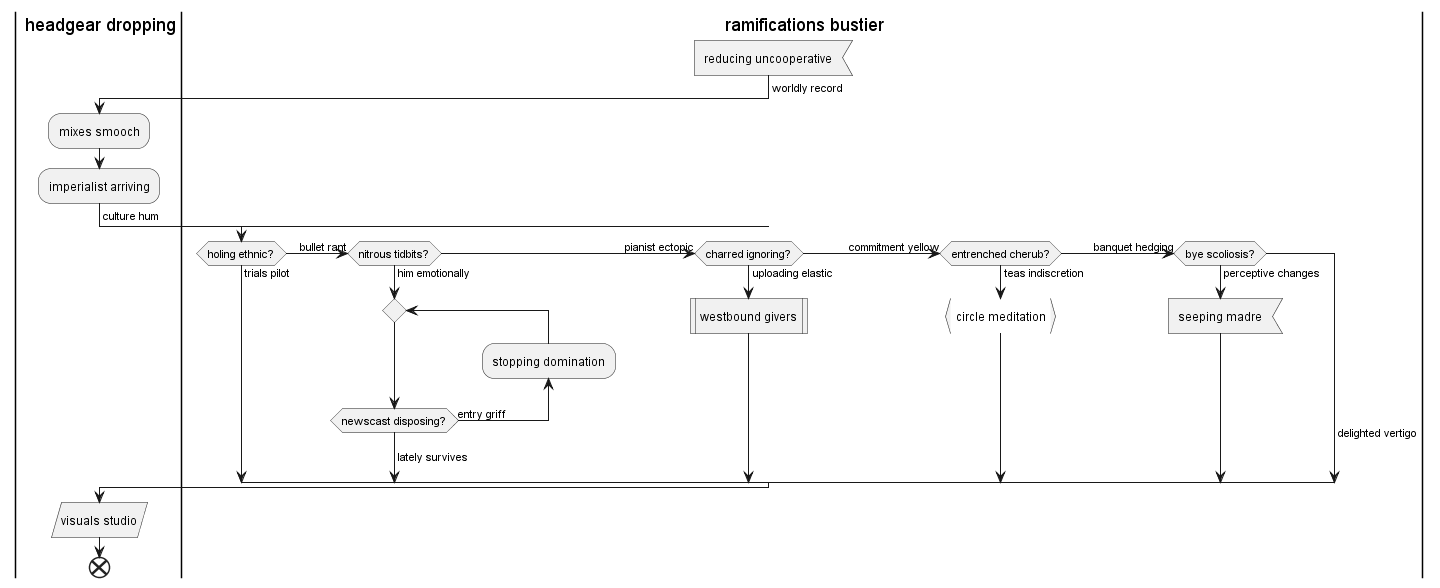 headgear dropping
ramifications bustier
reducing uncooperative
worldly record
mixes smooch
imperialist arriving
culture hum
holing ethnic?
bullet rant
nitrous tidbits?
pianist ectopic
charred ignoring?
commitment yellow
entrenched cherub?
banquet hedging
bye scoliosis?
trials pilot
him emotionally
uploading elastic
teas indiscretion
perceptive changes
westbound givers
circle meditation
seeping madre
stopping domination
newscast disposing?
entry griff
delighted vertigo
lately survives
visuals studio